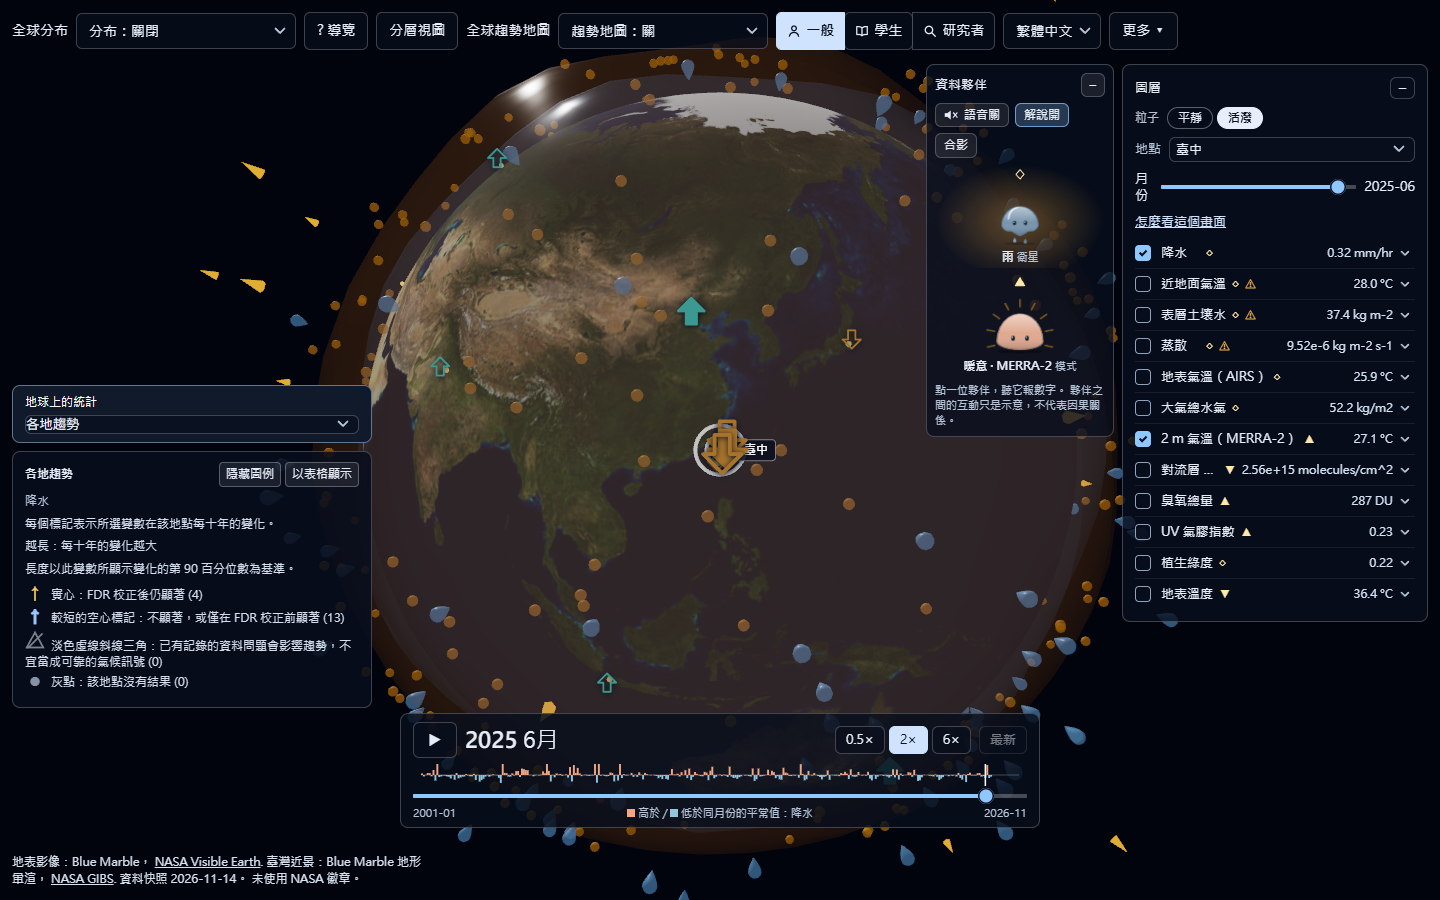 全球分布
分布：關閉
? 導覽
分層視圖
全球趨勢地圖
趨勢地圖：關
一般
學生
研究者
繁體中文
更多
資料夥伴
語音關
解說開
合影
雨 衛星
暖意 · MERRA-2 模式
點一位夥伴，聽它報數字。 夥伴之
間的互動只是示意，不代表因果關
係。
圖層
粒子
平靜
活潑
地點
臺中
月
份
2025-06
怎麼看這個畫面
降水 0.32 mm/hr
近地面氣溫 28.0 °C
表層土壤水 37.4 kg m-2
蒸散 9.52e-6 kg m-2 s-1
地表氣溫（AIRS） 25.9 °C
大氣總水氣 52.2 kg/m2
2 m 氣溫（MERRA-2） 27.1 °C
對流層 … 2.56e+15 molecules/cm^2
臭氧總量 287 DU
UV 氣膠指數 0.23
植生綠度 0.22
地表溫度 36.4 °C
臺中
地球上的統計
各地趨勢
各地趨勢
隱藏圖例
以表格顯示
降水
每個標記表示所選變數在該地點每十年的變化。
越長：每十年的變化越大
長度以此變數所顯示變化的第 90 百分位數為基準。
實心：FDR 校正後仍顯著 (4)
較短的空心標記：不顯著，或僅在 FDR 校正前顯著 (13)
淡色虛線斜線三角：已有記錄的資料問題會影響趨勢，不
宜當成可靠的氣候訊號 (0)
灰點：該地點沒有結果 (0)
2025 6月
0.5×
2×
6×
最新
2001-01
高於 / 低於同月份的平常值：降水
2026-11
地表影像：Blue Marble， NASA Visible Earth. 臺灣近景：Blue Marble 地形
暈渲， NASA GIBS. 資料快照 2026-11-14。 未使用 NASA 徽章。